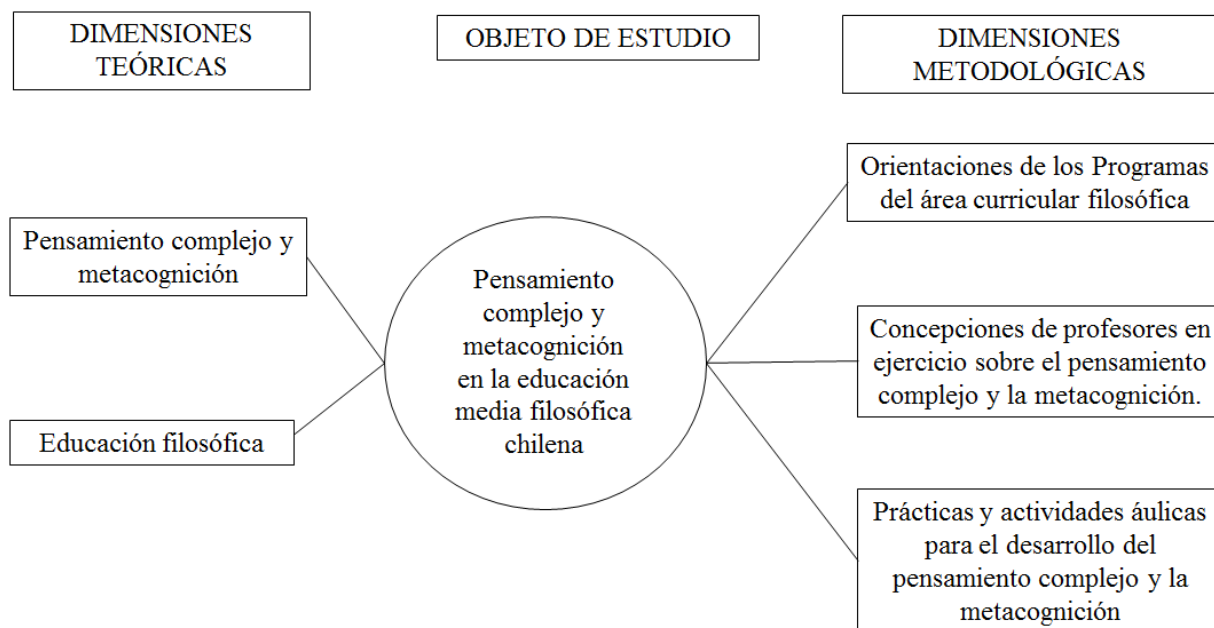 DIMENSIONES
TEÓRICAS
OBJETO DE ESTUDIO
DIMENSIONES
METODOLÓGICAS
Pensamiento complejo y
metacognición
Educación filosófica
Pensamiento
complejo y
metacognición
en la educación
media filosófica
chilena
Orientaciones de los Programas
del área curricular filosófica
Concepciones de profesores en
ejercicio sobre el pensamiento
complejo y la metacognición.
Prácticas y actividades áulicas
para el desarrollo del
pensamiento complejo y la
metacognición